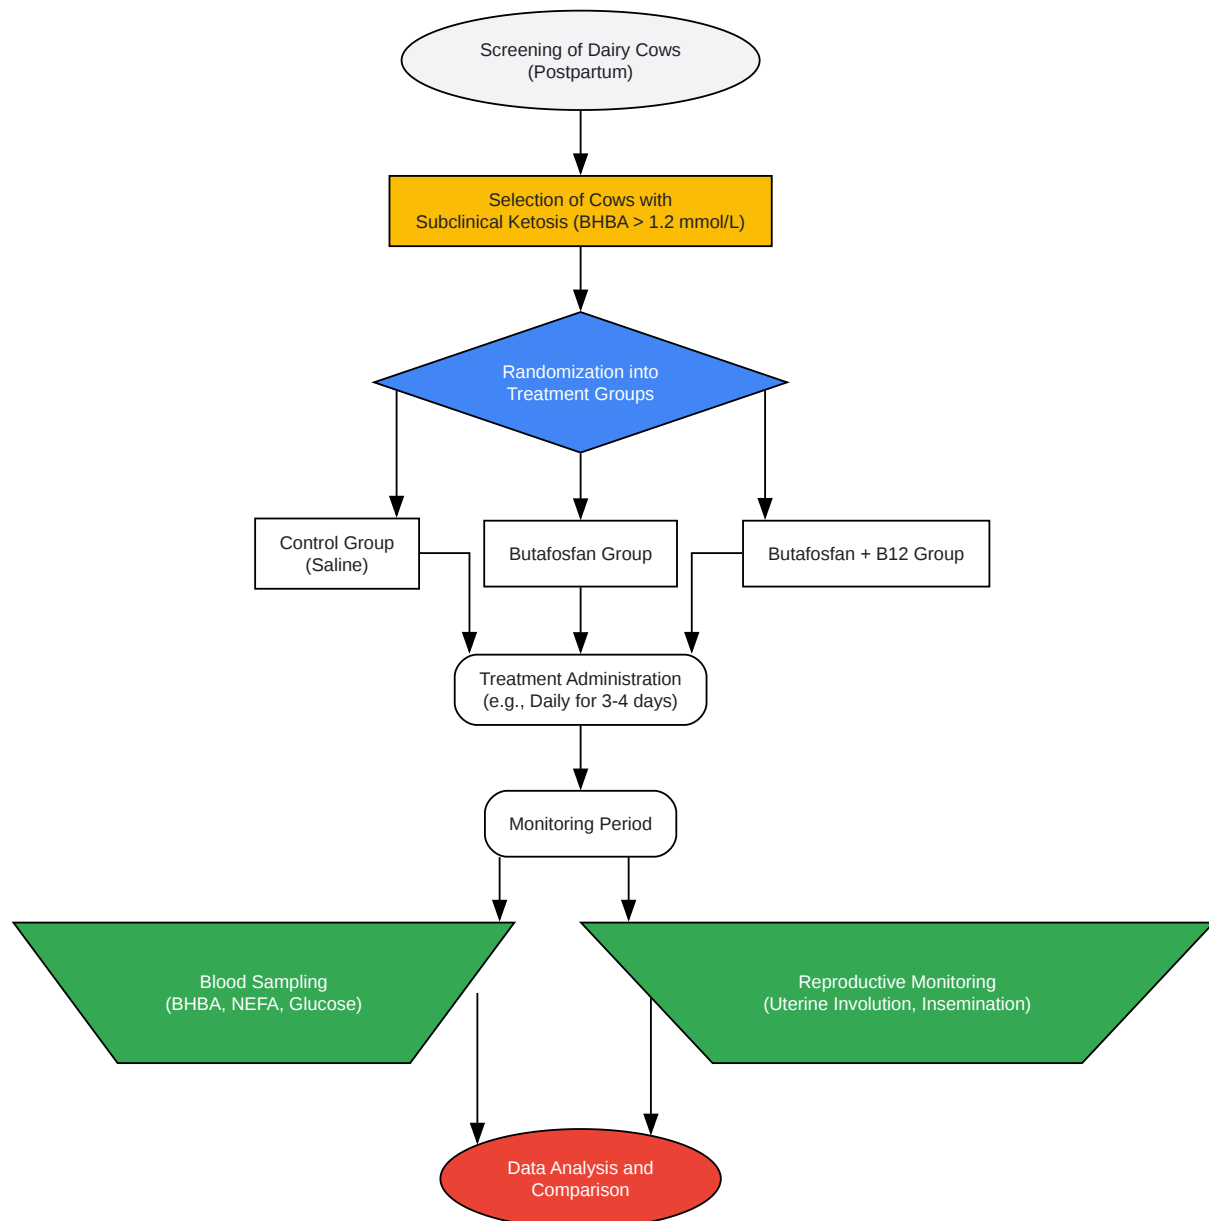 Screening of Dairy Cows
(Postpartum)
Selection of Cows with
Subclinical Ketosis (BHBA > 1.2 mmol/L)
Randomization into
Treatment Groups
Control Group
(Saline)
Butafosfan Group
Butafosfan + B12 Group
Treatment Administration
(e.g., Daily for 3-4 days)
Monitoring Period
Blood Sampling
(BHBA, NEFA, Glucose)
Reproductive Monitoring
(Uterine Involution, Insemination)
Data Analysis and
Comparison